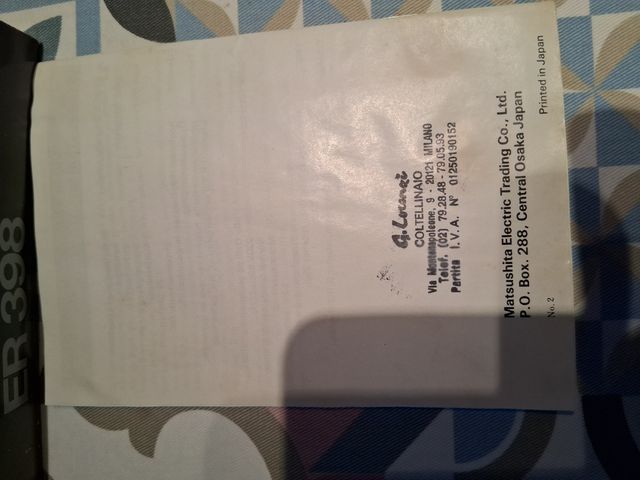 ER 398
G. Lorenzi
COLTELLINAIO
Via Montenapoleone, 9 - 20121 MILANO
Telef. (02) 79.28.48 - 79.05.93
Partita I.V.A. N° 01250190152
Matsushita Electric Trading Co., Ltd.
P.O. Box. 288, Central Osaka Japan
No. 2
Printed in Japan